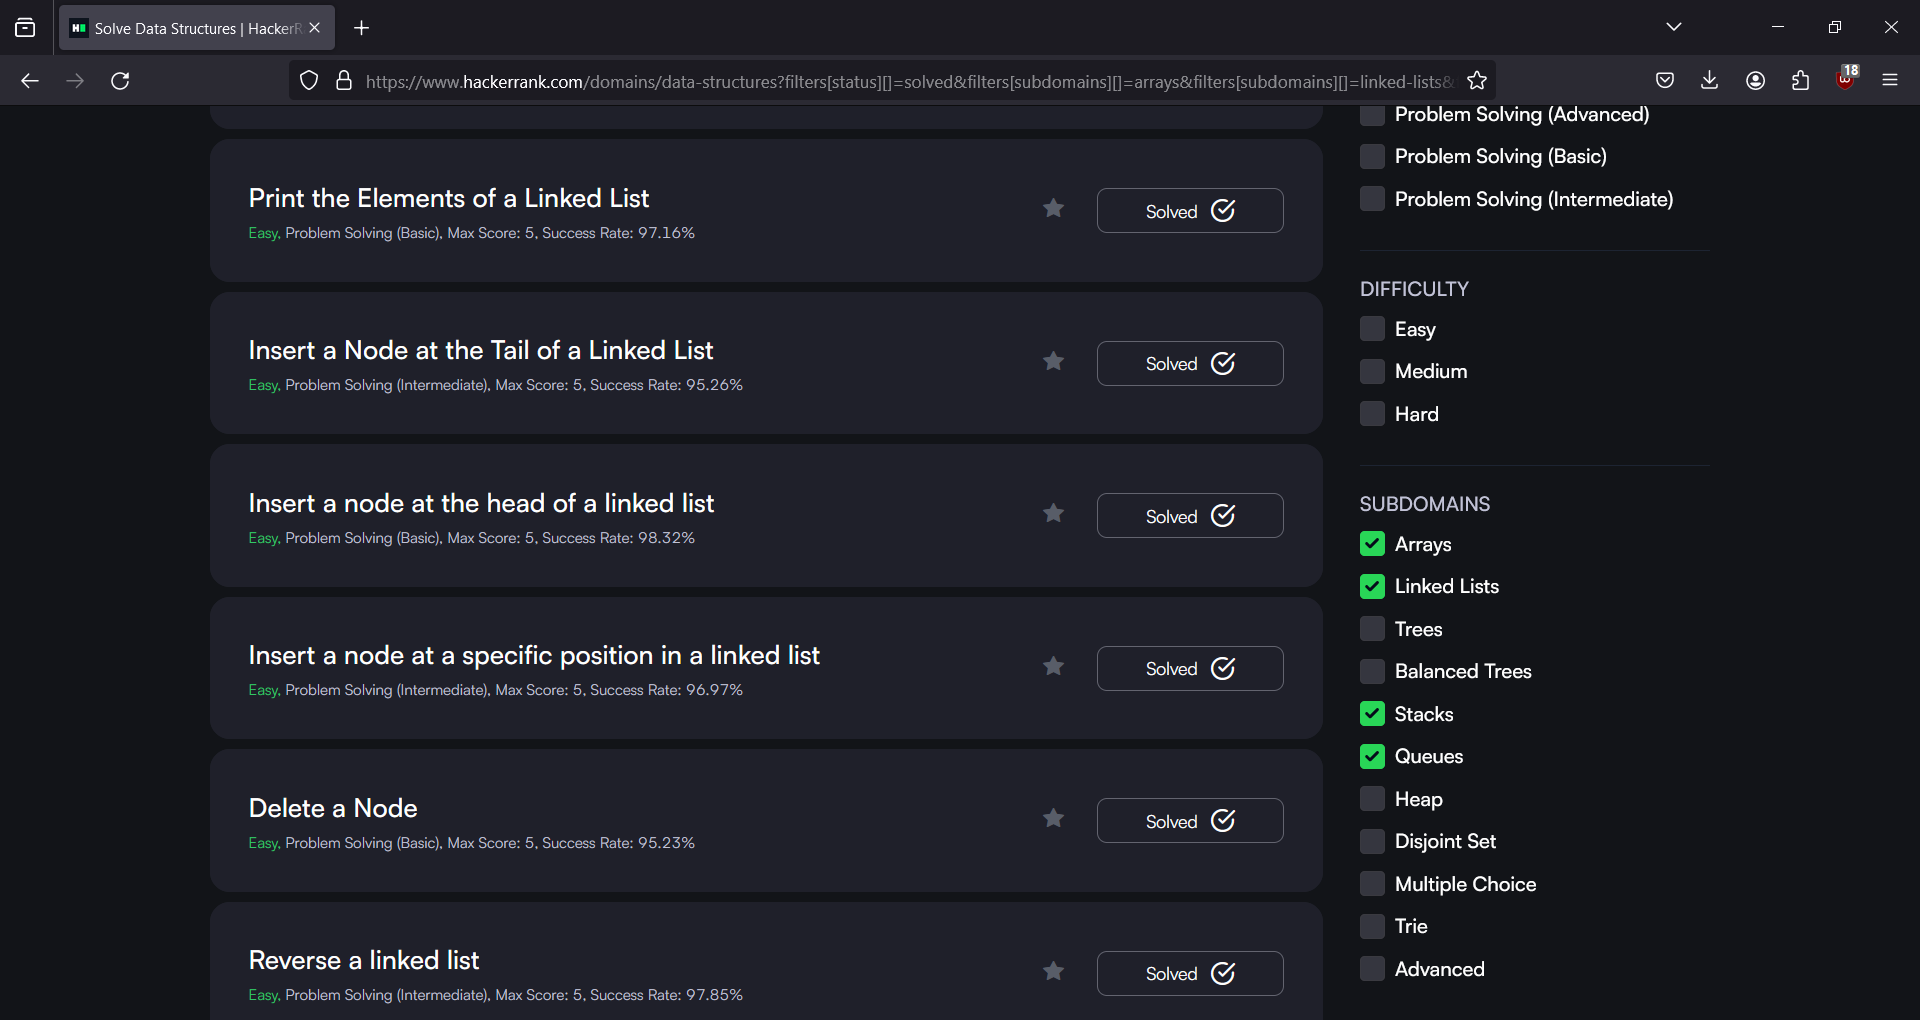 Solve Data Structures | HackerR
https://www.hackerrank.com/domains/data-structures?filters[status][]=solved&filters[subdomains][]=arrays&filters[subdomains][]=linked-lists&
18
Problem Solving (Advanced)
Problem Solving (Basic)
Problem Solving (Intermediate)
Print the Elements of a Linked List
Easy, Problem Solving (Basic), Max Score: 5, Success Rate: 97.16%
Solved
Insert a Node at the Tail of a Linked List
Easy, Problem Solving (Intermediate), Max Score: 5, Success Rate: 95.26%
Solved
Insert a node at the head of a linked list
Easy, Problem Solving (Basic), Max Score: 5, Success Rate: 98.32%
Solved
Insert a node at a specific position in a linked list
Easy, Problem Solving (Intermediate), Max Score: 5, Success Rate: 96.97%
Solved
Delete a Node
Easy, Problem Solving (Basic), Max Score: 5, Success Rate: 95.23%
Solved
Reverse a linked list
Easy, Problem Solving (Intermediate), Max Score: 5, Success Rate: 97.85%
Solved
DIFFICULTY
Easy
Medium
Hard
SUBDOMAINS
Arrays
Linked Lists
Trees
Balanced Trees
Stacks
Queues
Heap
Disjoint Set
Multiple Choice
Trie
Advanced